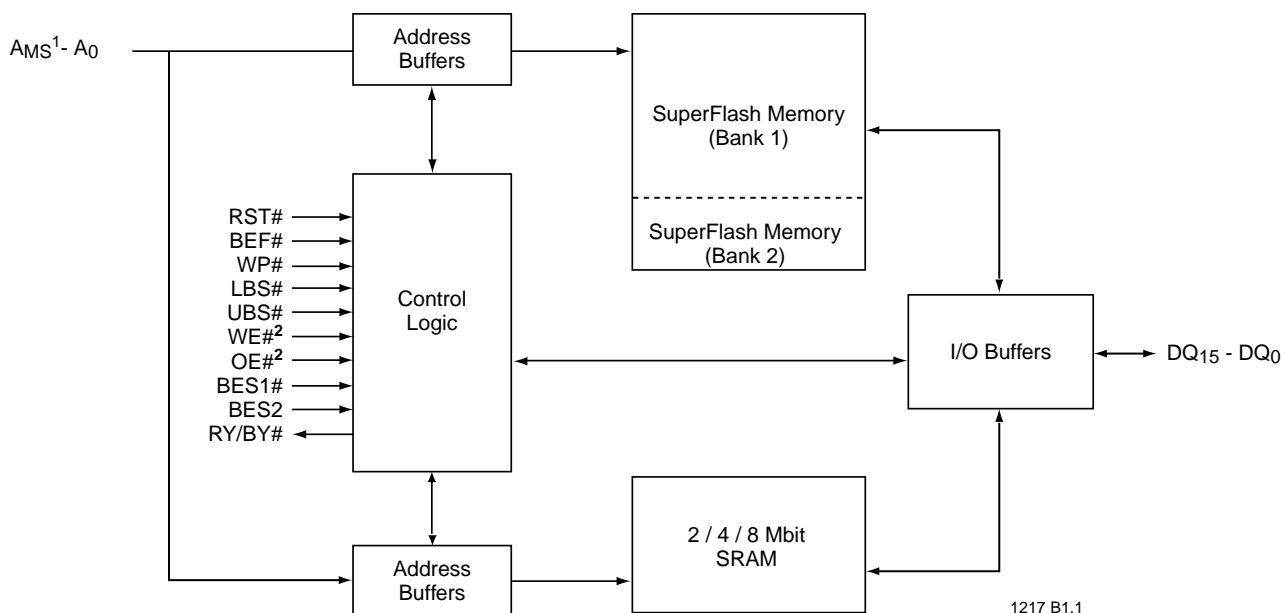 Address
Buffers
AMS¹- A0
SuperFlash Memory
(Bank 1)
SuperFlash Memory
(Bank 2)
RST#
BEF#
WP#
LBS#
UBS#
WE#²
OE#²
BES1#
BES2
RY/BY#
Control
Logic
I/O Buffers
DQ15 - DQ0
2 / 4 / 8 Mbit
SRAM
Address
Buffers
1217 B1.1